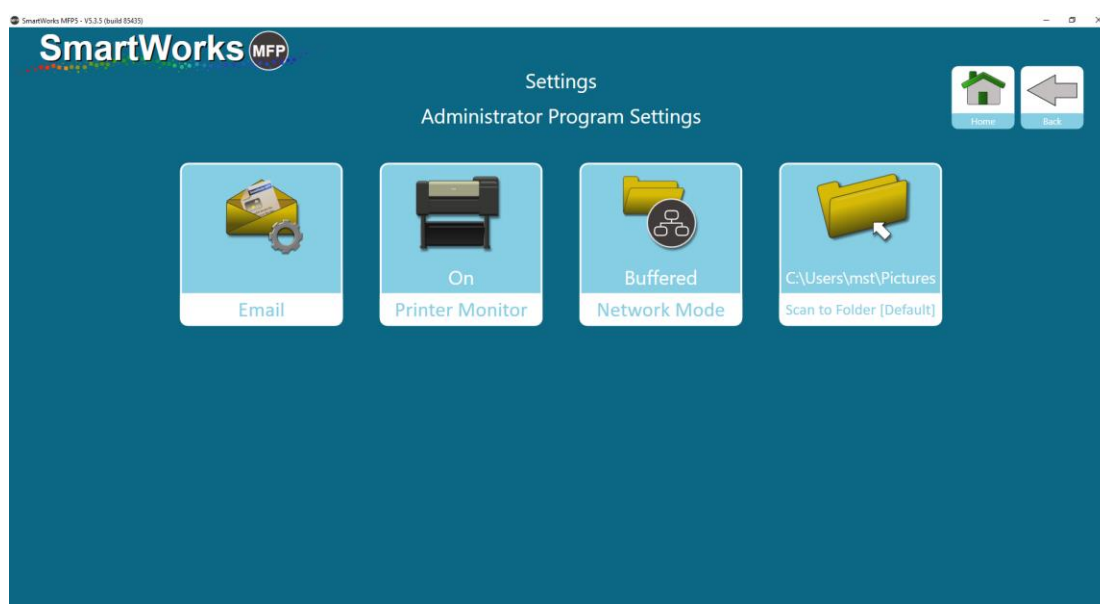 SmartWorks MFP5 - V5.3.5 (build 85435)
SmartWorks MFP
Settings
Administrator Program Settings
Home
Back
On
Buffered
C:\Users\mst\Pictures
Email
Printer Monitor
Network Mode
Scan to Folder [Default]